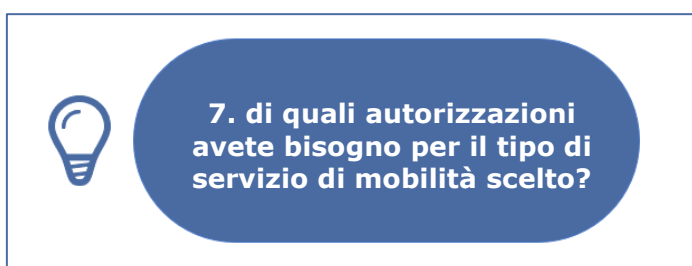 7. di quali autorizzazioni
avete bisogno per il tipo di
servizio di mobilità scelto?